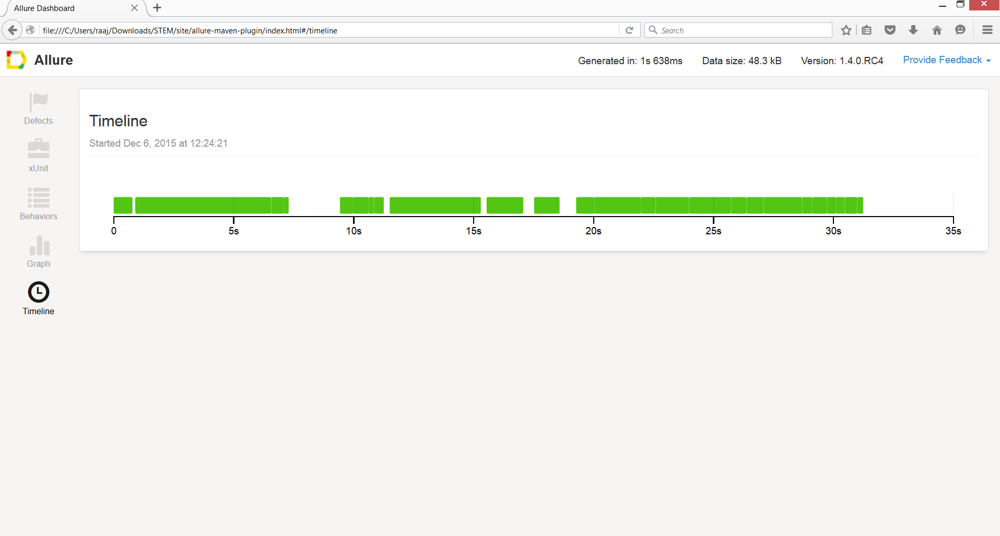 Allure Dashboard
file:///C:/Users/raaj/Downloads/STEM/site/allure-maven-plugin/index.html#/timeline
Search
Allure
Generated in: 1s 638ms
Data size: 48.3 kB
Version: 1.4.0.RC4
Provide Feedback
Defects
xUnit
Behaviors
Graph
Timeline
Timeline
Started Dec 6, 2015 at 12:24:21
0 5s 10s 15s 20s 25s 30s 35s